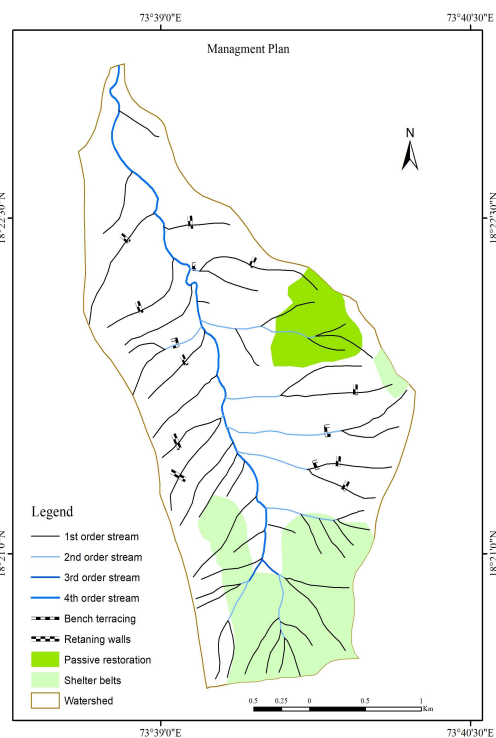 73°39'0"E
73°40'30"E
Managment Plan
N
18°22'30"N
18°22'30"N
Legend
1st order stream
2nd order stream
3rd order stream
4th order stream
Bench terracing
Retaning walls
Passive restoration
Shelter belts
Watershed
18°21'0"N
18°21'0"N
0.5 0.25 0 0.5 1
Km
73°39'0"E
73°40'30"E